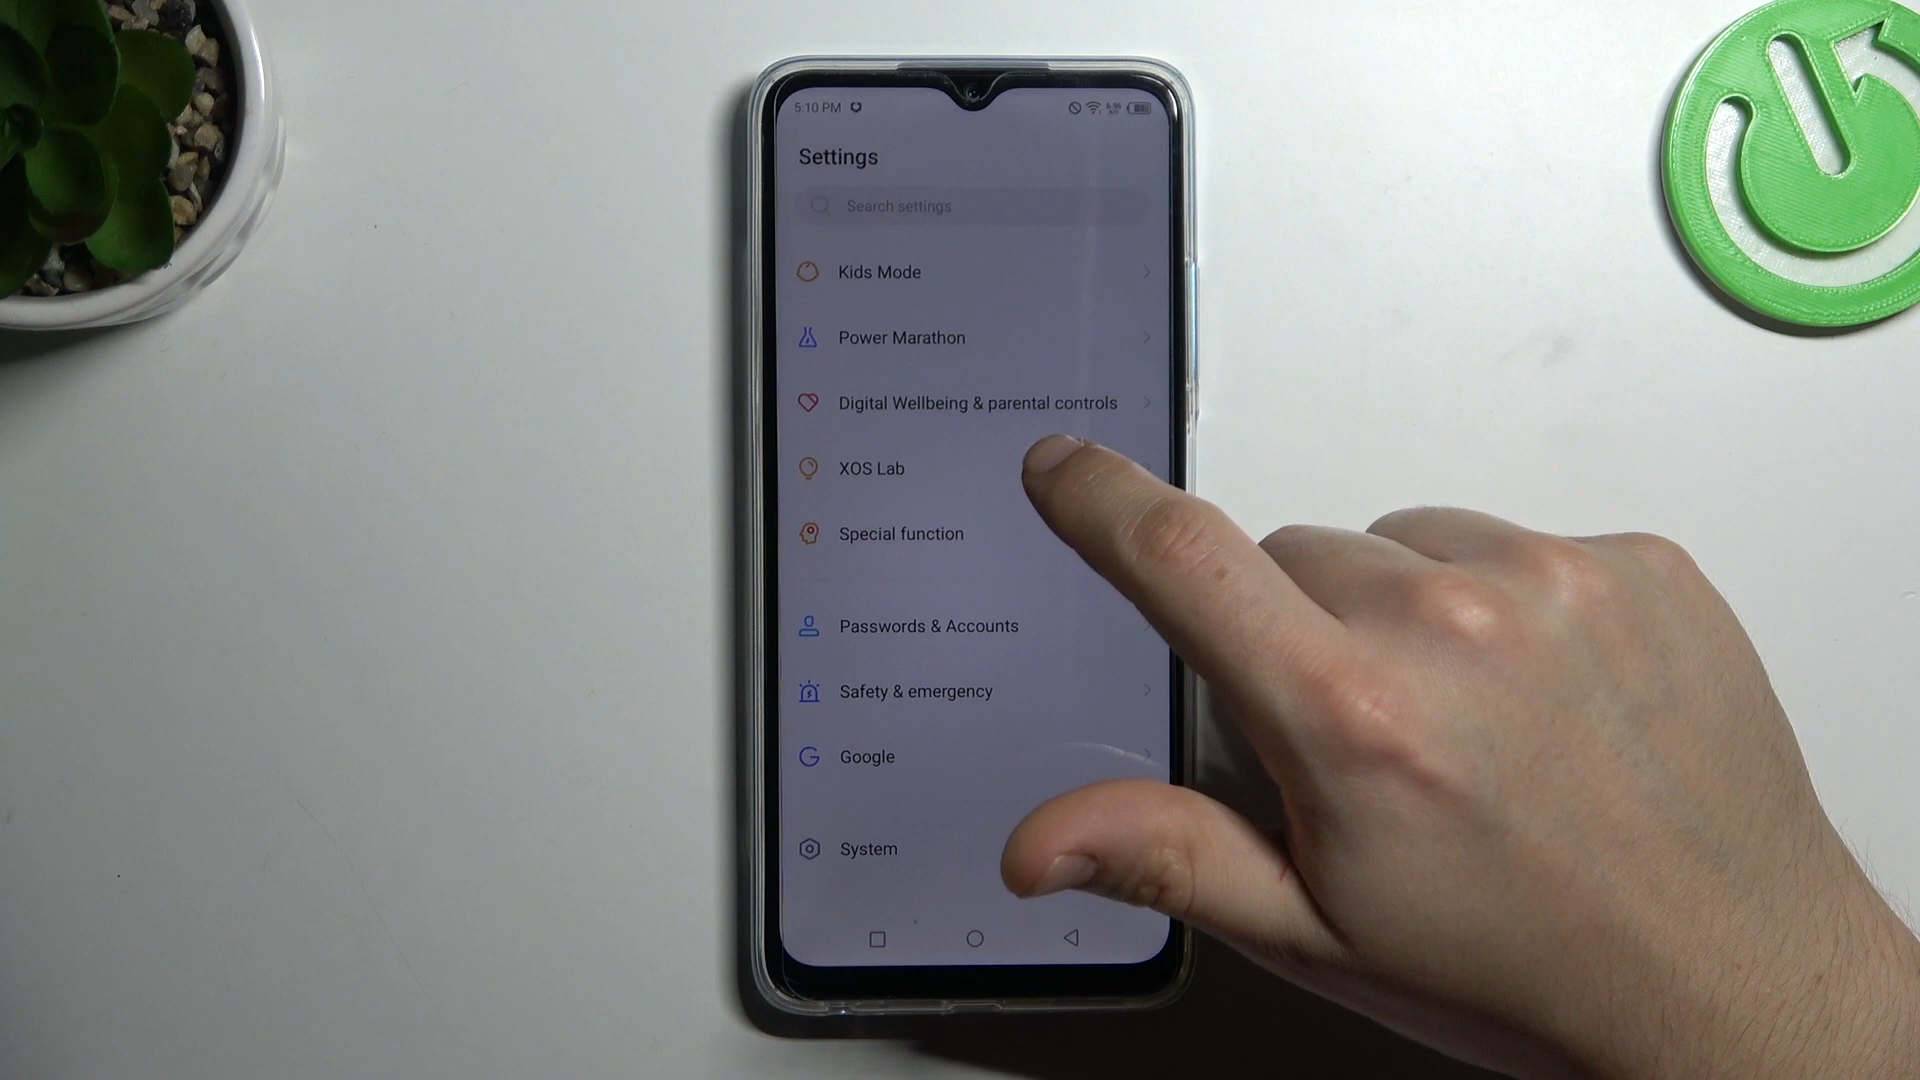 5:10 PM
Settings
Search settings
Kids Mode
Power Marathon
Digital Wellbeing & parental controls
XOS Lab
Special function
Passwords & Accounts
Safety & emergency
Google
System